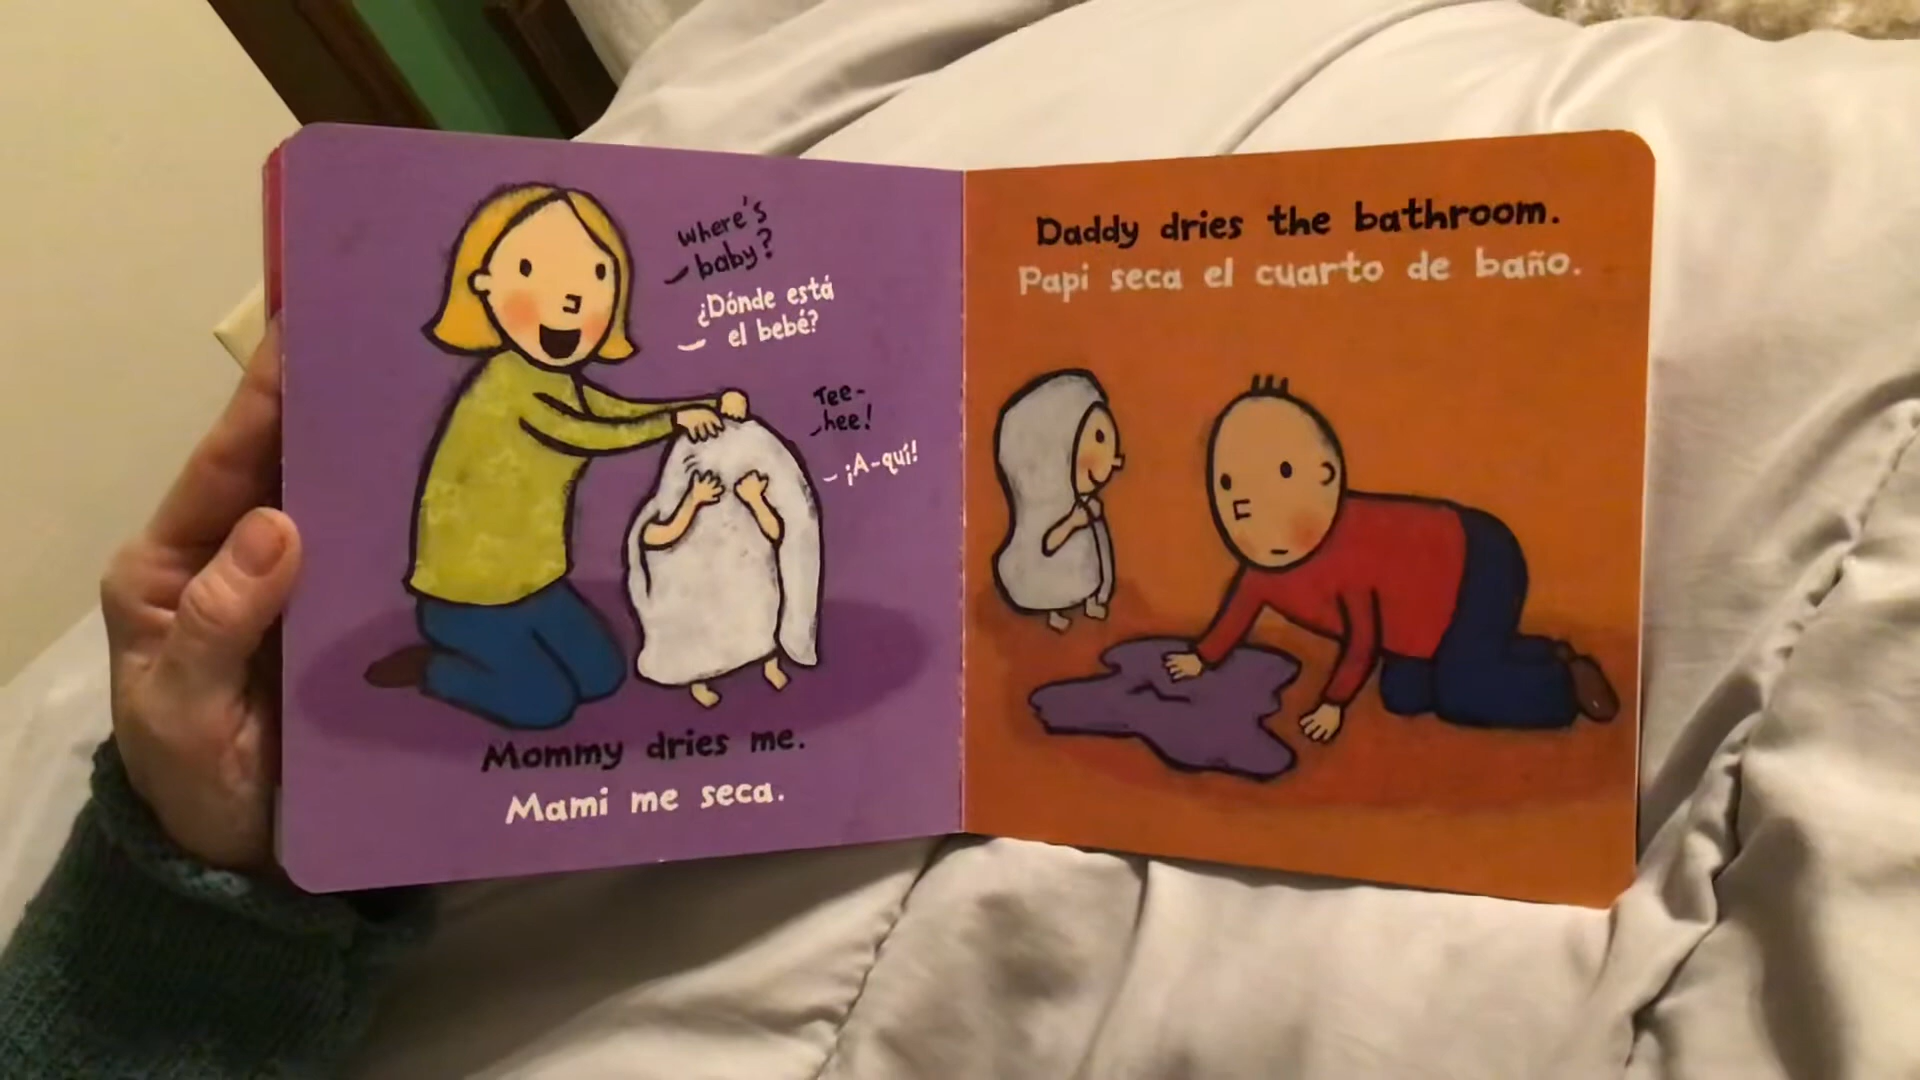 Where's
baby?
¿Dónde está
el bebé?
Tee-
hee!
¡A-quí!
Mommy dries me.
Mami me seca.
Daddy dries the bathroom.
Papi seca el cuarto de baño.